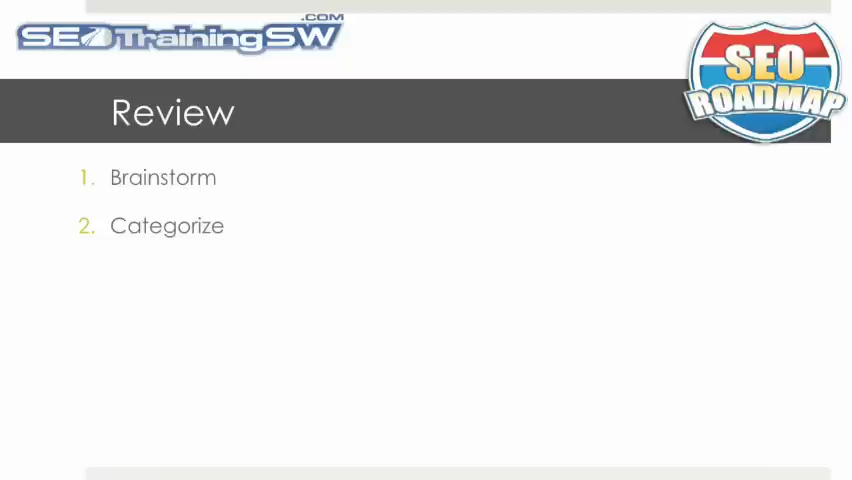 SEOTrainingSW.COM
SEO
ROADMAP
Review
1. Brainstorm
2. Categorize